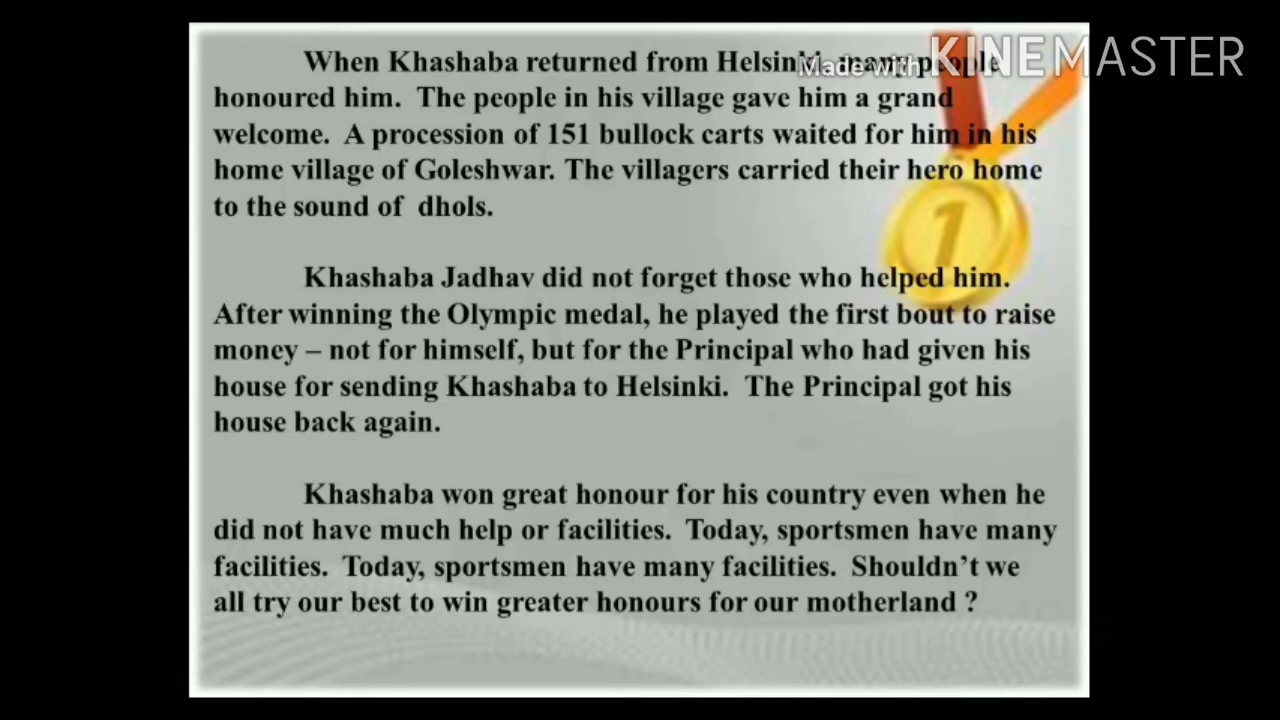 Made with KINEMASTER
When Khashaba returned from Helsinki, many people
honoured him. The people in his village gave him a grand
welcome. A procession of 151 bullock carts waited for him in his
home village of Goleshwar. The villagers carried their hero home
to the sound of dhols.
Khashaba Jadhav did not forget those who helped him.
After winning the Olympic medal, he played the first bout to raise
money – not for himself, but for the Principal who had given his
house for sending Khashaba to Helsinki. The Principal got his
house back again.
Khashaba won great honour for his country even when he
did not have much help or facilities. Today, sportsmen have many
facilities. Today, sportsmen have many facilities. Shouldn't we
all try our best to win greater honours for our motherland ?
1